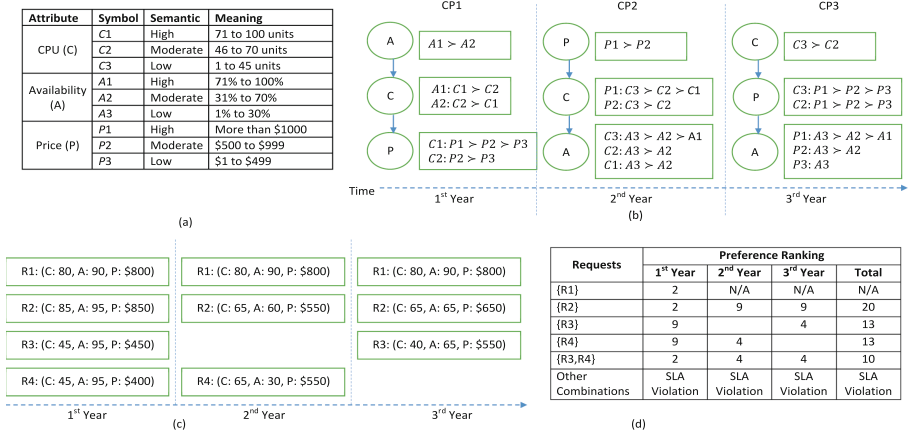 Attribute Symbol Semantic Meaning
CPU (C)
C1 High 71 to 100 units
C2 Moderate 46 to 70 units
C3 Low 1 to 45 units
Availability (A)
A1 High 71% to 100%
A2 Moderate 31% to 70%
A3 Low 1% to 30%
Price (P)
P1 High More than $1000
P2 Moderate $500 to $999
P3 Low $1 to $499
(a)
CP1
A
A1 ≻ A2
C
A1: C1 ≻ C2
A2: C2 ≻ C1
P
C1: P1 ≻ P2 ≻ P3
C2: P2 ≻ P3
CP2
P
P1 ≻ P2
C
P1: C3 ≻ C2 ≻ C1
P2: C3 ≻ C2
A
C3: A3 ≻ A2 ≻ A1
C2: A3 ≻ A2
C1: A3 ≻ A2
CP3
C
C3 ≻ C2
P
C3: P1 ≻ P2 ≻ P3
C2: P1 ≻ P2 ≻ P3
A
P1: A3 ≻ A2 ≻ A1
P2: A3 ≻ A2
P3: A3
Time
1st Year 2nd Year 3rd Year
(b)
R1: (C: 80, A: 90, P: $800) R1: (C: 80, A: 90, P: $800) R1: (C: 80, A: 90, P: $800)
R2: (C: 85, A: 95, P: $850) R2: (C: 65, A: 60, P: $550) R2: (C: 65, A: 65, P: $650)
R3: (C: 45, A: 95, P: $450) R3: (C: 40, A: 65, P: $550)
R4: (C: 45, A: 95, P: $400) R4: (C: 65, A: 30, P: $550)
1st Year 2nd Year 3rd Year
(c)
Requests Preference Ranking
1st Year 2nd Year 3rd Year Total
{R1} 2 N/A N/A N/A
{R2} 2 9 9 20
{R3} 9 4 13
{R4} 9 4 13
{R3,R4} 2 4 4 10
Other Combinations SLA Violation SLA Violation SLA Violation SLA Violation
(d)